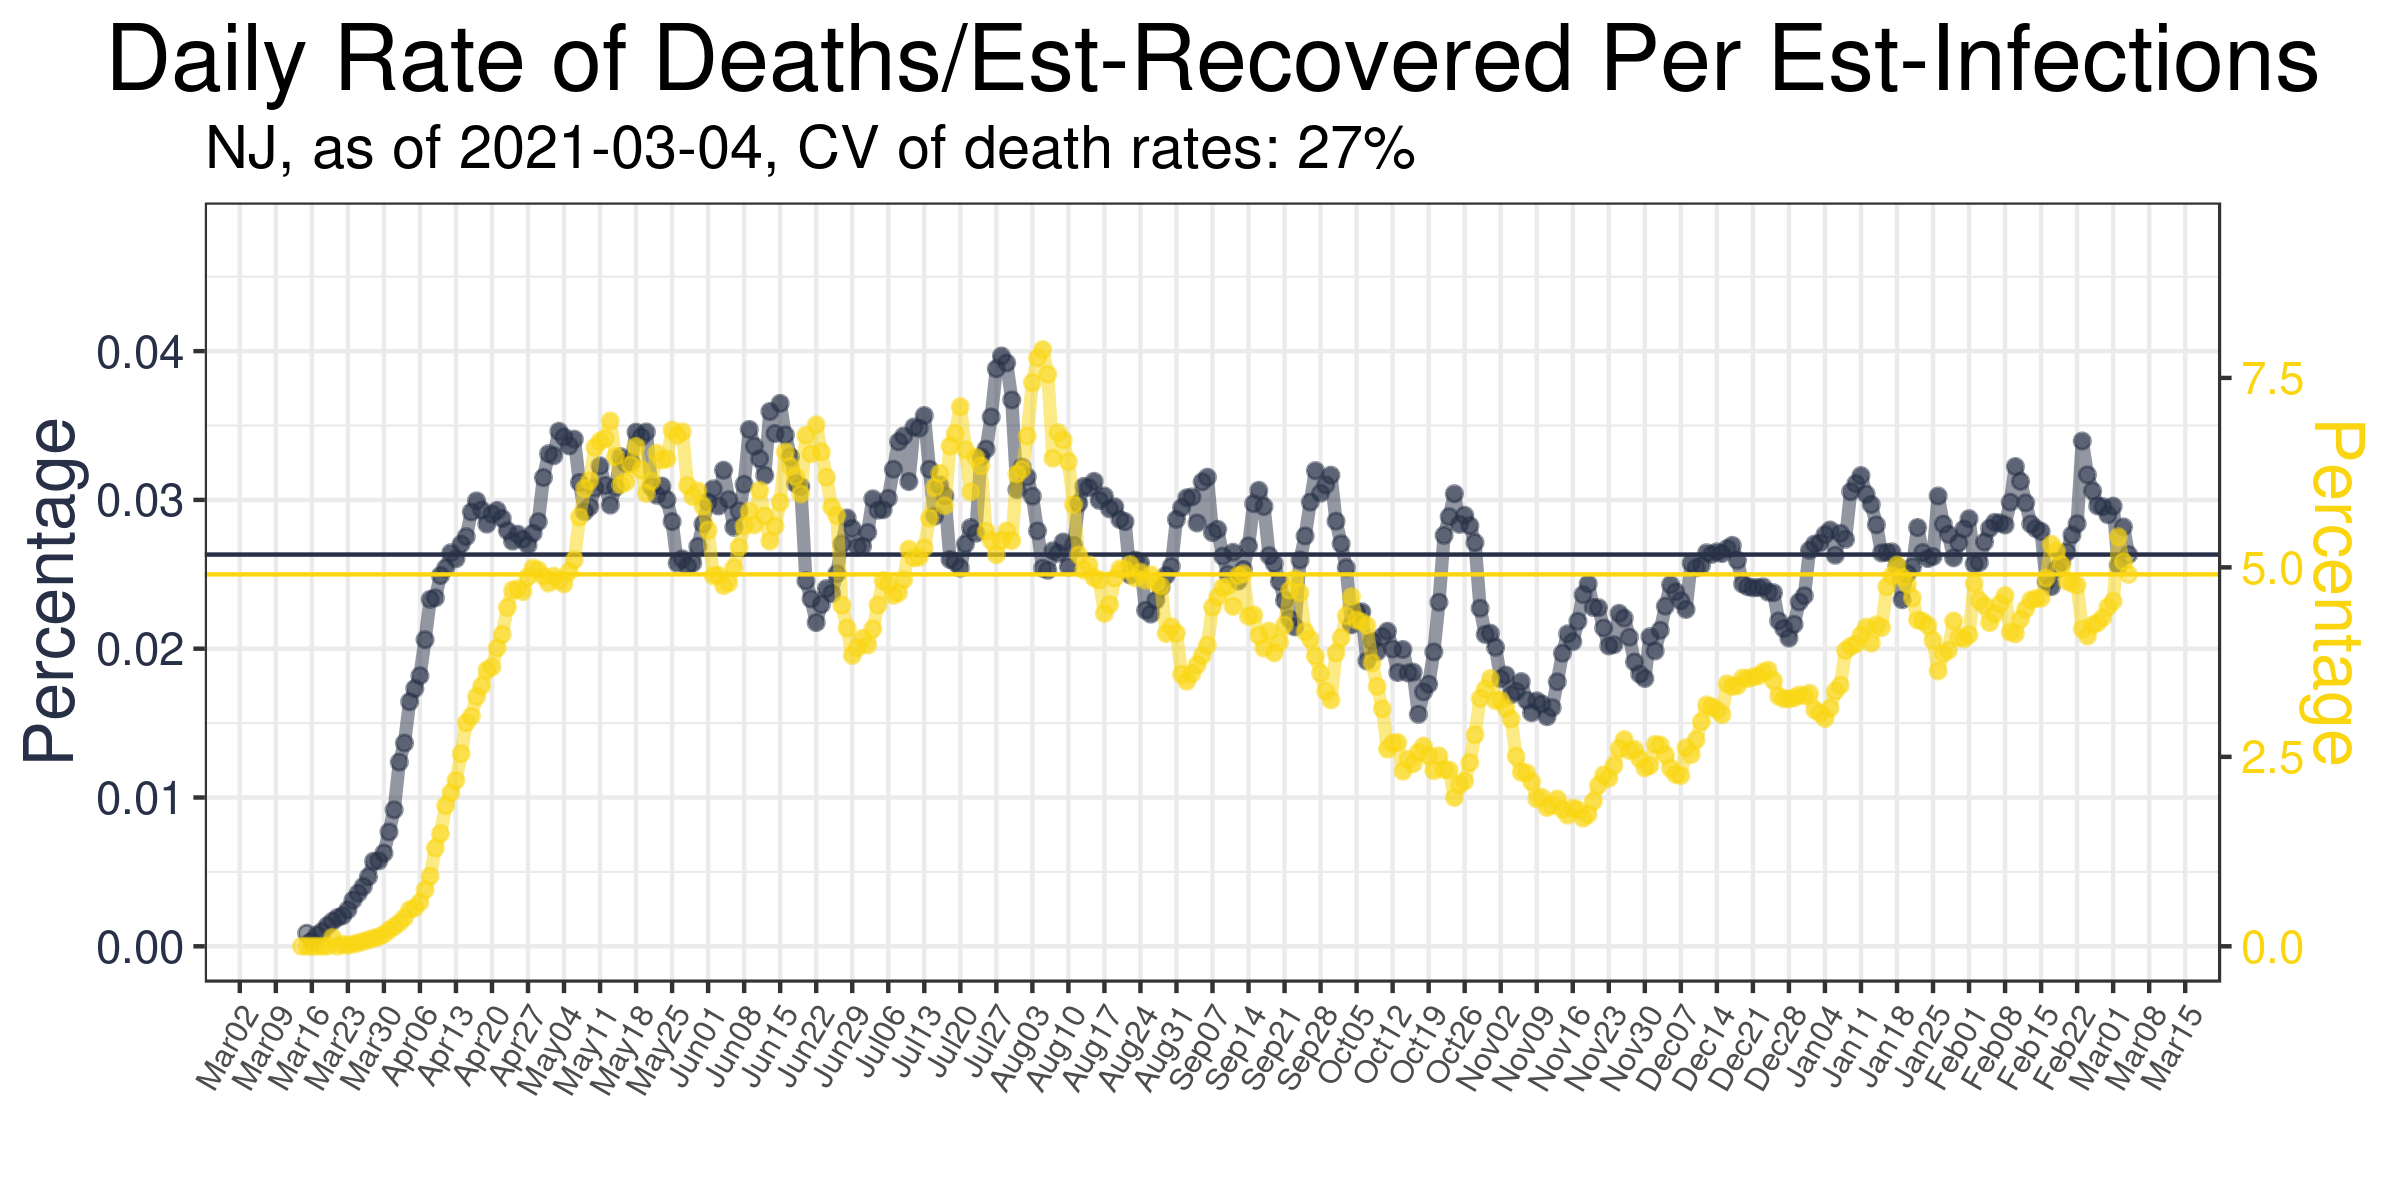 Daily Rate of Deaths/Est-Recovered Per Est-Infections
NJ, as of 2021-03-04, CV of death rates: 27%
Percentage
0.04
0.03
0.02
0.01
0.00
7.5
5.0
2.5
0.0
Percentage
Mar02
Mar09
Mar16
Mar23
Mar30
Apr06
Apr13
Apr20
Apr27
May04
May11
May18
May25
Jun01
Jun08
Jun15
Jun22
Jun29
Jul06
Jul13
Jul20
Jul27
Aug03
Aug10
Aug17
Aug24
Aug31
Sep07
Sep14
Sep21
Sep28
Oct05
Oct12
Oct19
Oct26
Nov02
Nov09
Nov16
Nov23
Nov30
Nov07
Dec14
Dec21
Dec28
Dec04
Jan11
Jan18
Jan25
Feb01
Feb08
Feb15
Feb22
Mar01
Mar08
Mar15